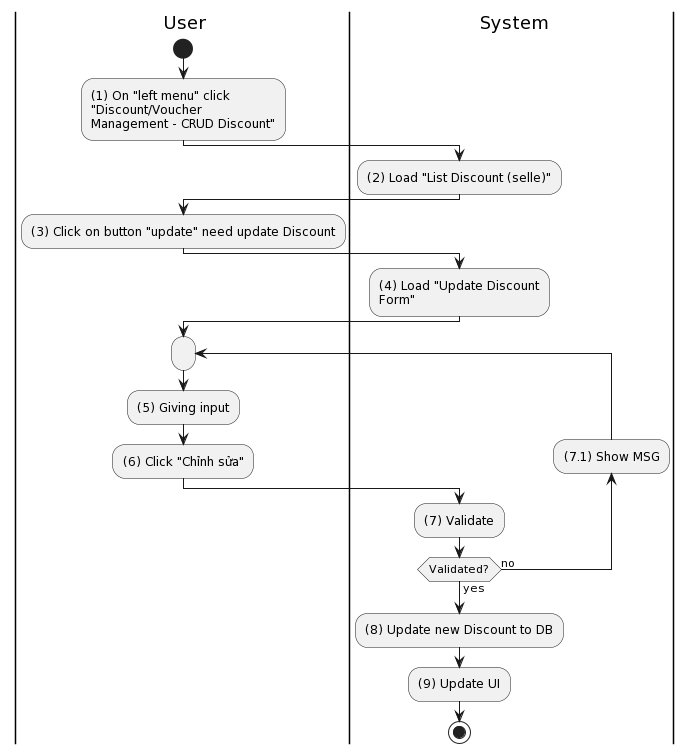 User
System
(1) On "left menu" click
"Discount/Voucher
Management - CRUD Discount"
(2) Load "List Discount (selle)"
(3) Click on button "update" need update Discount
(4) Load "Update Discount
Form"
(5) Giving input
(6) Click "Chỉnh sửa"
(7.1) Show MSG
(7) Validate
Validated?
no
yes
(8) Update new Discount to DB
(9) Update UI